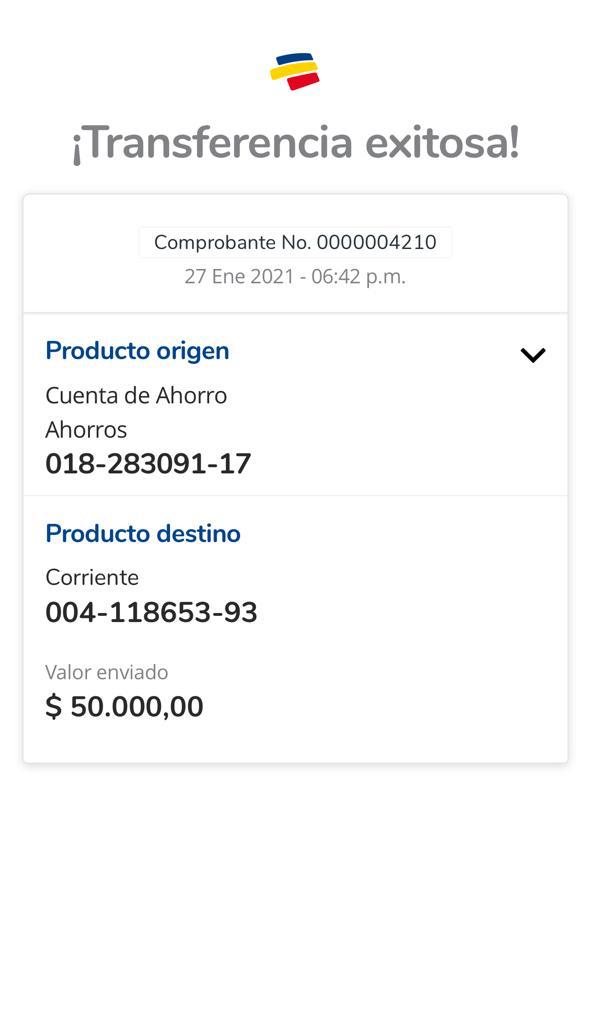 ¡Transferencia exitosa!
Comprobante No. 0000004210
27 Ene 2021 - 06:42 p.m.
Producto origen
Cuenta de Ahorro
Ahorros
018-283091-17
Producto destino
Corriente
004-118653-93
Valor enviado
$ 50.000,00